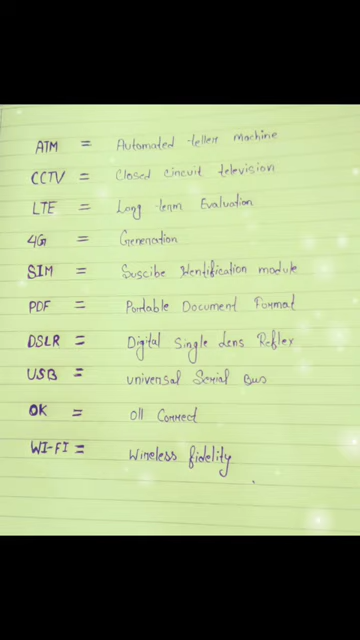 ATM = Automated teller machine
CCTV = Closed circuit television
LTE = Long term Evaluation
4G = Generation
SIM = Suscibe Identification module
PDF = Portable Document Format
DSLR = Digital Single Lens Reflex
USB = universal Serial Bus
OK = Oll Correct
WI-FI = Wireless fidelity